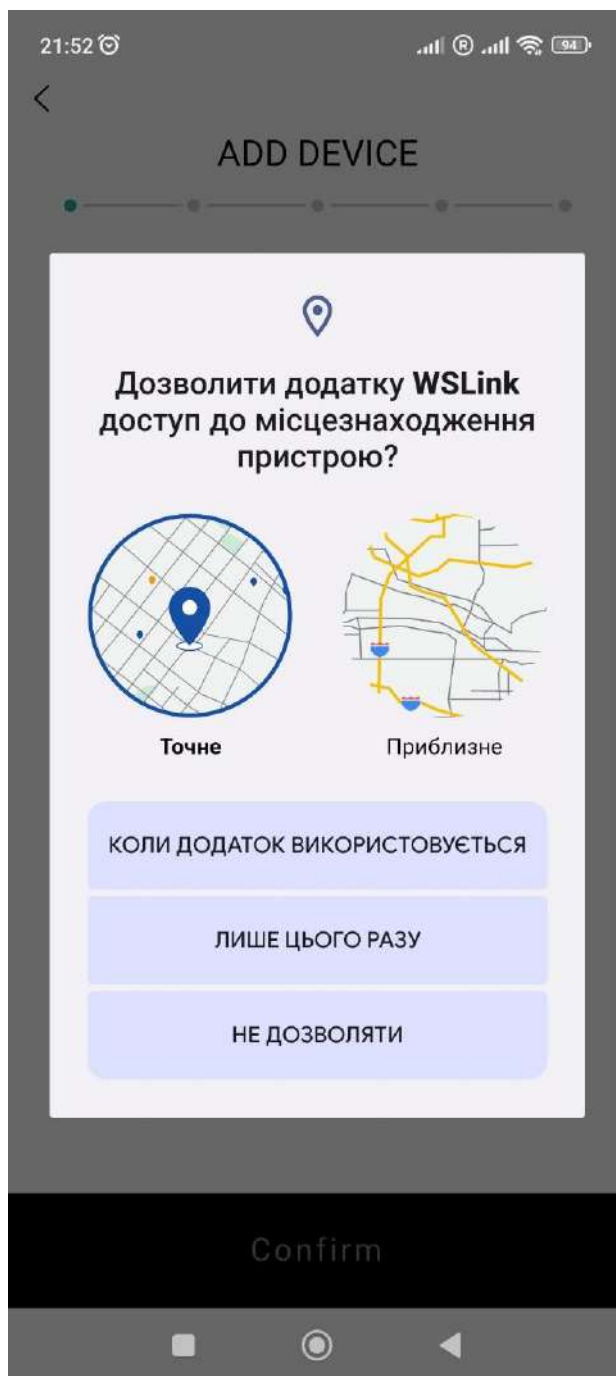 21:52
R
94
ADD DEVICE
Дозволити додатку WSLink
доступ до місцезнаходження
пристрою?
Точне
Приблизне
КОЛИ ДОДАТОК ВИКОРИСТОВУЄТЬСЯ
ЛИШЕ ЦЬОГО РАЗУ
НЕ ДОЗВОЛЯТИ
Confirm